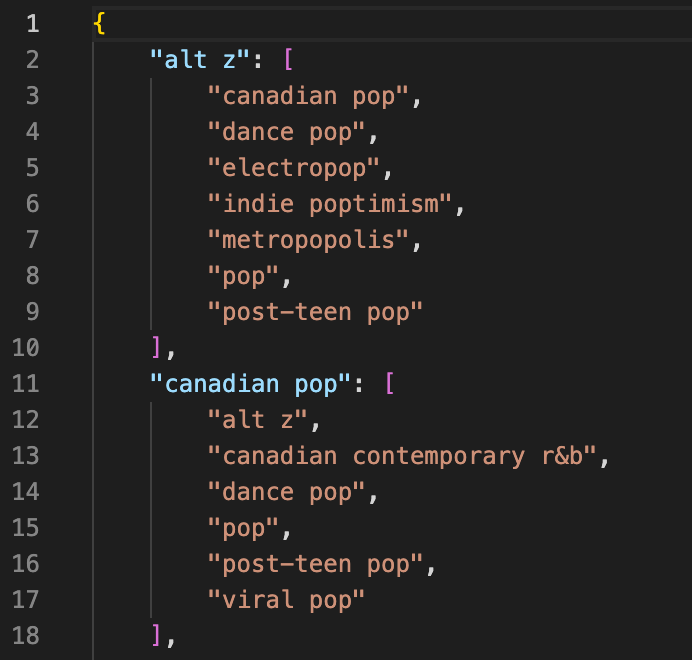 1 {
2 "alt z": [
3 "canadian pop",
4 "dance pop",
5 "electropop",
6 "indie poptimism",
7 "metropopolis",
8 "pop",
9 "post-teen pop"
10 ],
11 "canadian pop": [
12 "alt z",
13 "canadian contemporary r&b",
14 "dance pop",
15 "pop",
16 "post-teen pop",
17 "viral pop"
18 ],